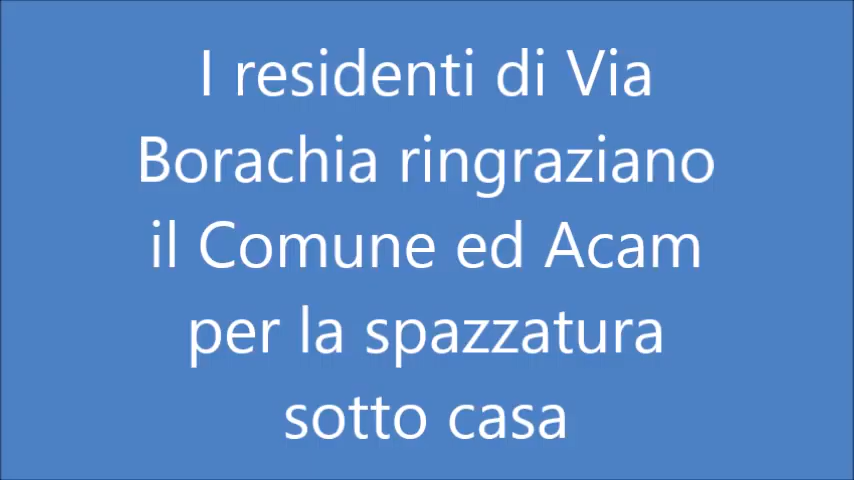 I residenti di Via
Borachia ringraziano
il Comune ed Acam
per la spazzatura
sotto casa